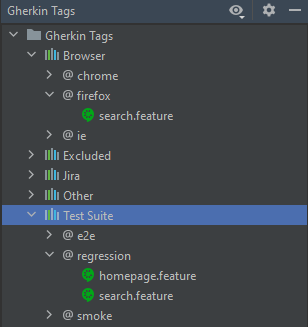 Gherkin Tags
Gherkin Tags
Browser
@ chrome
@ firefox
search.feature
@ ie
Excluded
Jira
Other
Test Suite
@ e2e
@ regression
homepage.feature
search.feature
@ smoke